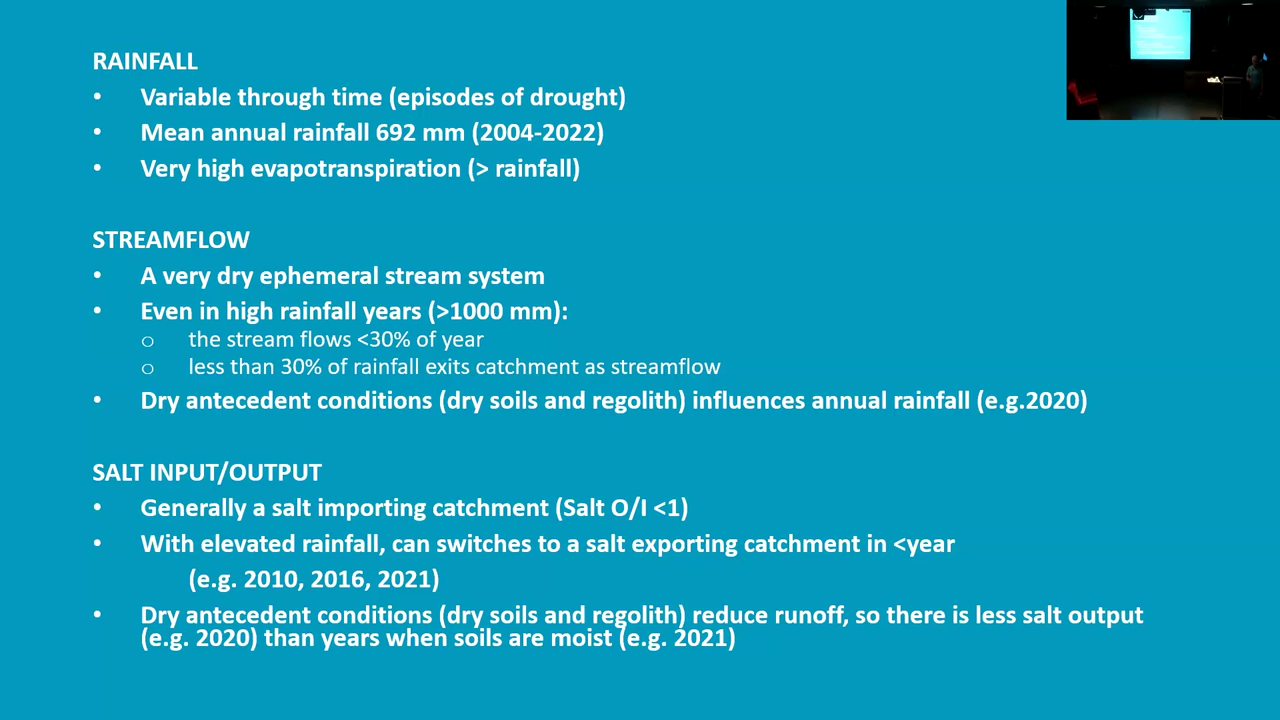 RAINFALL
• Variable through time (episodes of drought)
• Mean annual rainfall 692 mm (2004-2022)
• Very high evapotranspiration (> rainfall)
STREAMFLOW
• A very dry ephemeral stream system
• Even in high rainfall years (>1000 mm):
o the stream flows <30% of year
o less than 30% of rainfall exits catchment as streamflow
• Dry antecedent conditions (dry soils and regolith) influences annual rainfall (e.g.2020)
SALT INPUT/OUTPUT
• Generally a salt importing catchment (Salt O/I <1)
• With elevated rainfall, can switches to a salt exporting catchment in <year
(e.g. 2010, 2016, 2021)
• Dry antecedent conditions (dry soils and regolith) reduce runoff, so there is less salt output
(e.g. 2020) than years when soils are moist (e.g. 2021)